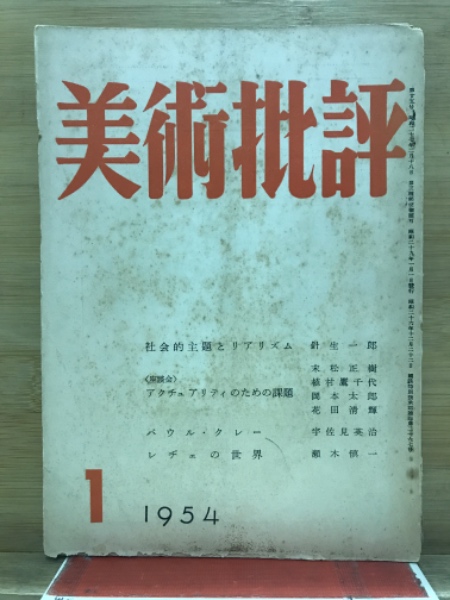 美術批評
社会的主題とリアリズム 針生一郎
末松正樹
〈座談会〉 植村鷹千代
アクチュアリティのための課題 岡本太郎
花田清輝
パウル・クレー 宇佐見英治
レヂェの世界 瀬木慎一
1 1954